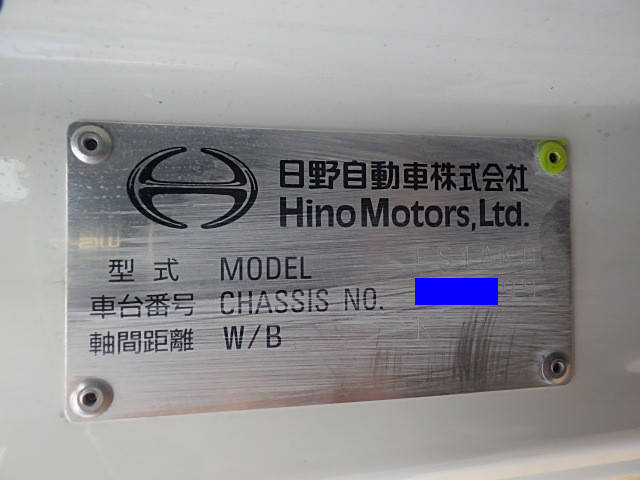 日野自動車株式会社
Hino Motors,Ltd.
型式 MODEL
車台番号 CHASSIS NO.
軸間距離 W/B